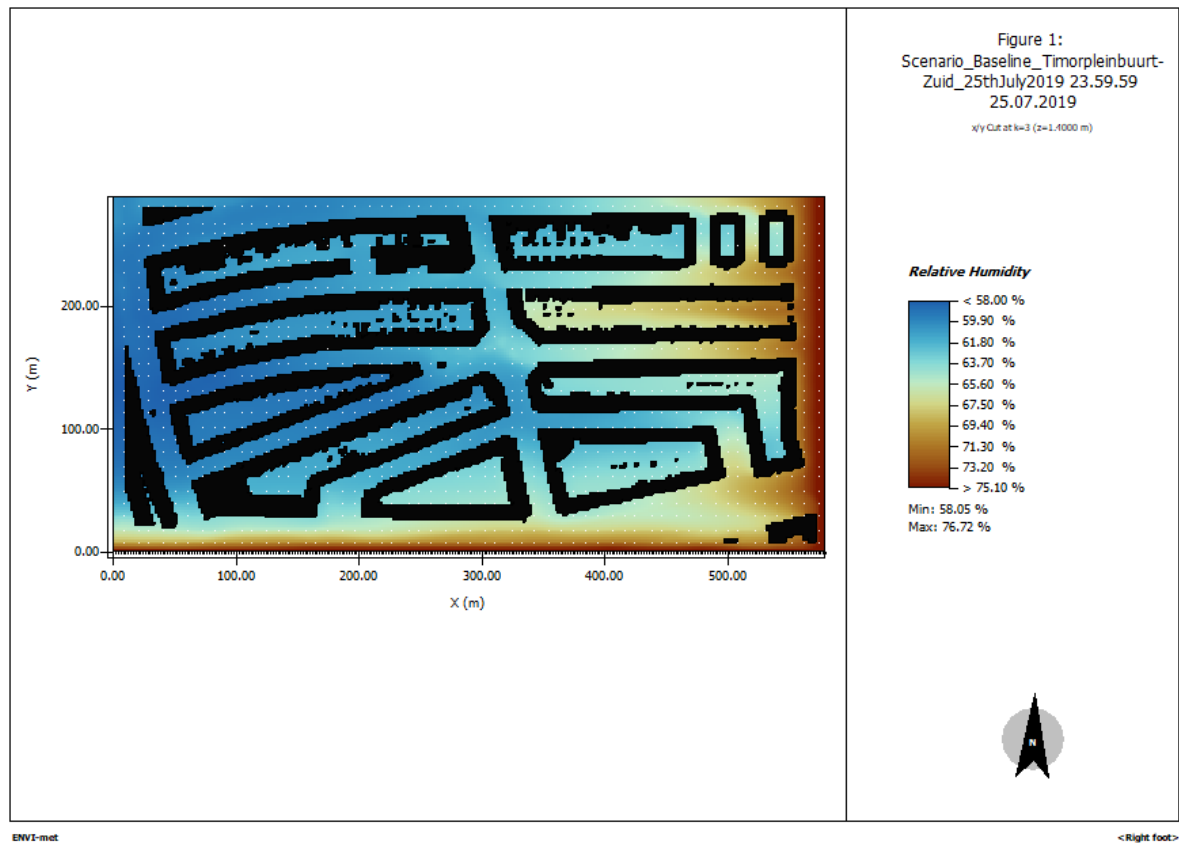 Figure 1:
Scenario_Baseline_Timorpleinbuurt-
Zuid_25thJuly2019 23.59.59
25.07.2019
x/y Cut at k=3 (z=1.4000 m)
Relative Humidity
< 58.00 %
59.90 %
61.80 %
63.70 %
65.60 %
67.50 %
69.40 %
71.30 %
73.20 %
> 75.10 %
Min: 58.05 %
Max: 76.72 %
Y (m)
200.00
100.00
0.00
0.00 100.00 200.00 300.00 400.00 500.00
X (m)
N
ENVI-met
<Right foot>